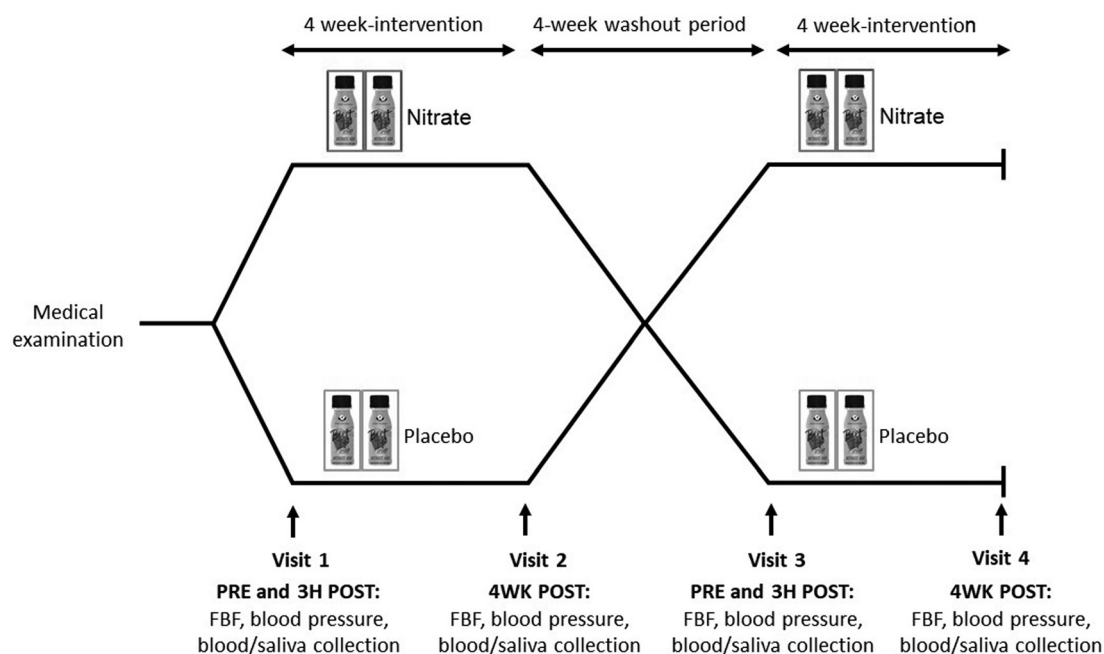 4 week-intervention
4-week washout period
4 week-intervention
Nitrate
Nitrate
Medical
examination
Placebo
Placebo
Visit 1
PRE and 3H POST:
FBF, blood pressure,
blood/saliva collection
Visit 2
4WK POST:
FBF, blood pressure,
blood/saliva collection
Visit 3
PRE and 3H POST:
FBF, blood pressure,
blood/saliva collection
Visit 4
4WK POST:
FBF, blood pressure,
blood/saliva collection